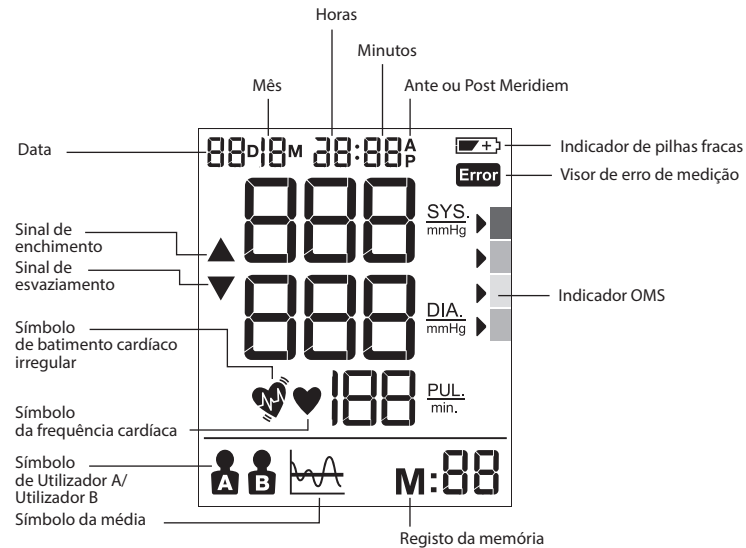 Horas
Minutos
Mês
Ante ou Post Meridiem
Data
88D18M 28:88 A
P
Indicador de pilhas fracas
Error
Visor de erro de medição
888
SYS.
mmHg
Sinal de
enchimento
Sinal de
esvaziamento
888
DIA.
mmHg
Indicador OMS
Símbolo
de batimento cardíaco
irregular
188
PUL.
min.
Símbolo
da frequência cardíaca
Símbolo
de Utilizador A/
Utilizador B
A B
M:88
Símbolo da média
Registo da memória